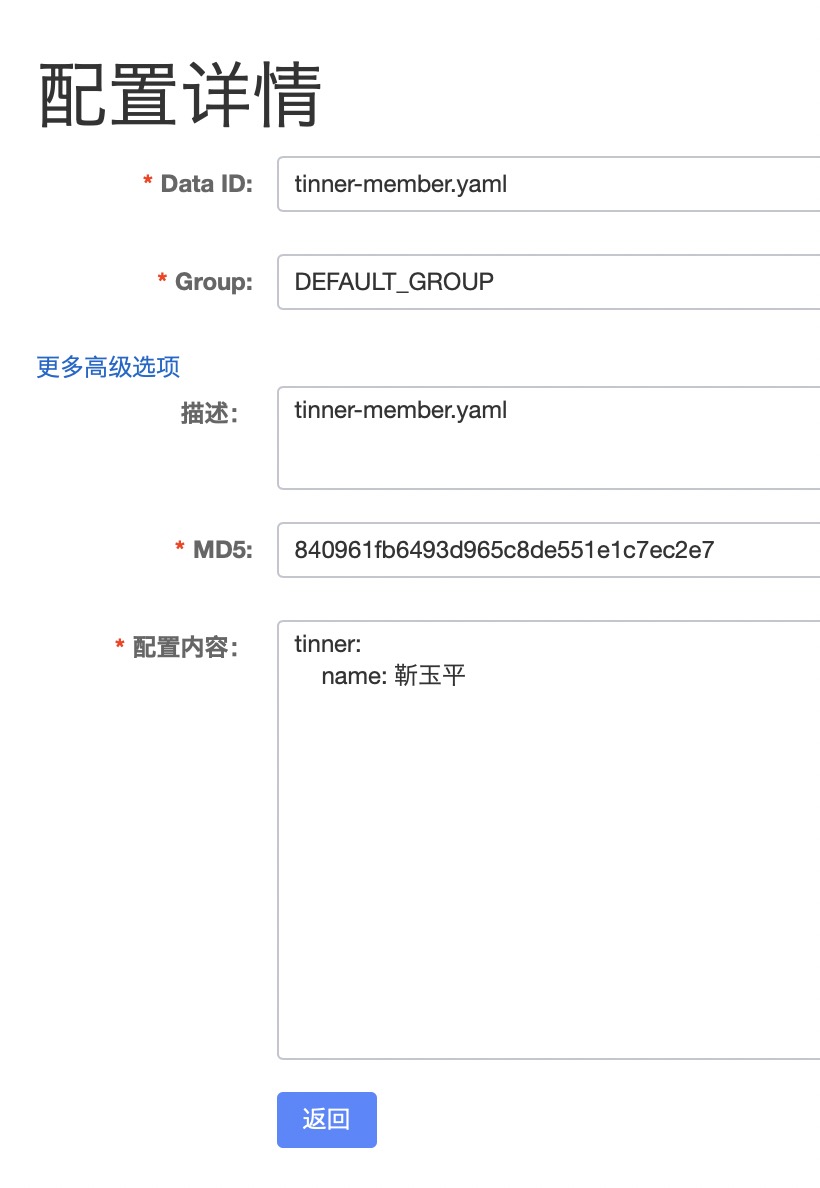 配置详情
* Data ID: tinner-member.yaml
* Group: DEFAULT_GROUP
更多高级选项
描述： tinner-member.yaml
* MD5: 840961fb6493d965c8de551e1c7ec2e7
* 配置内容： tinner:
name: 靳玉平
返回